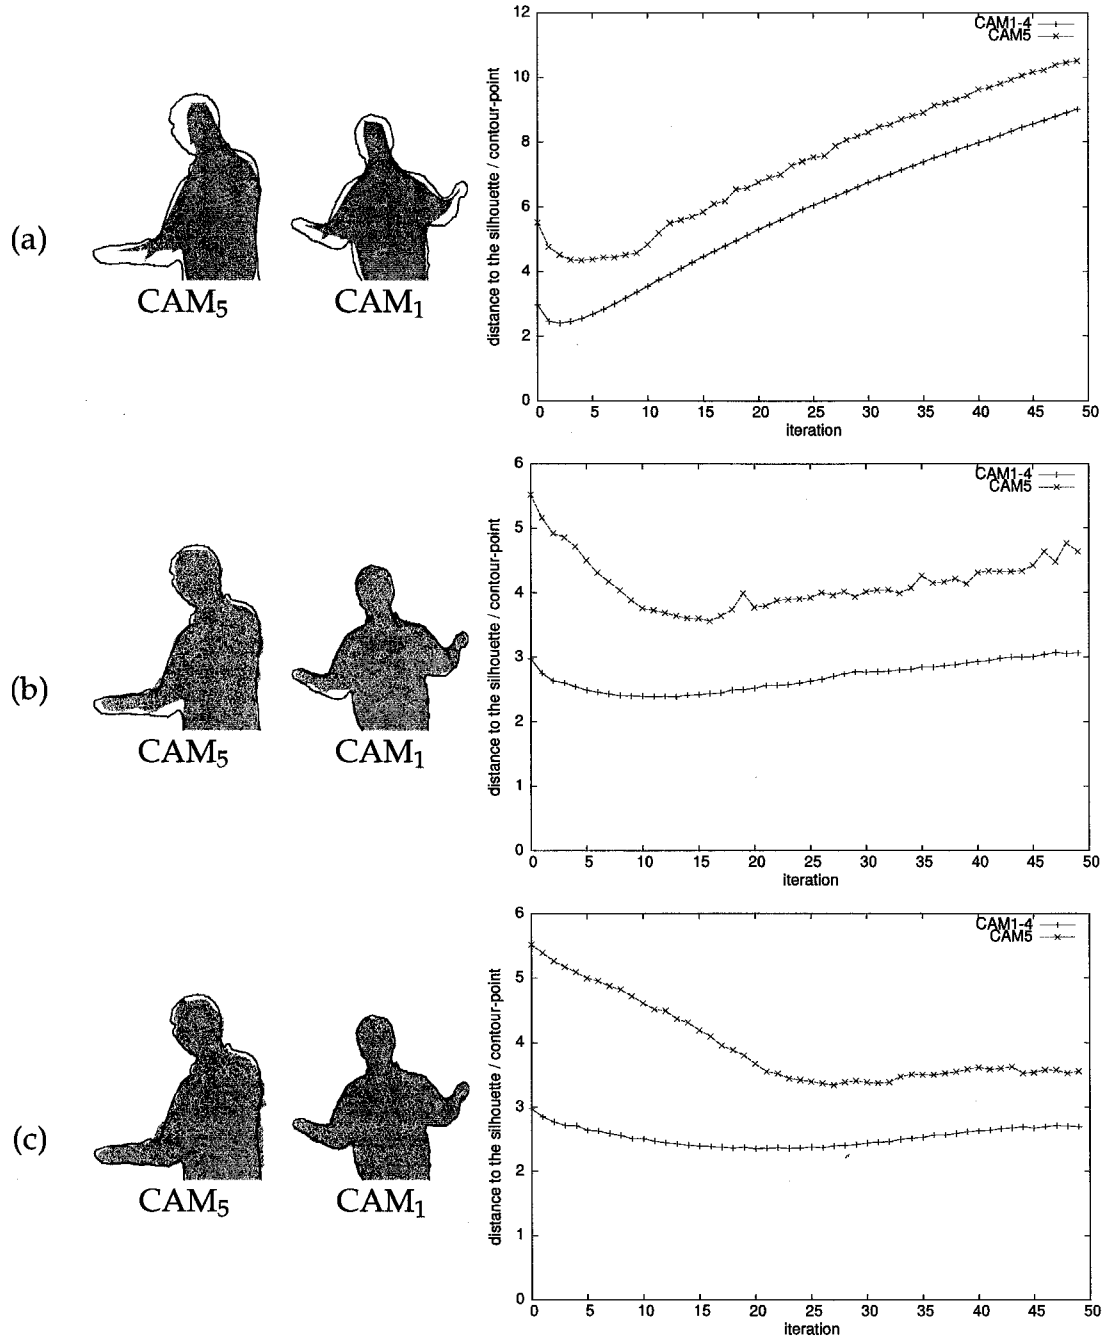 (a)
CAM5
CAM1
distance to the silhouette / contour-point
12
10
8
6
4
2
0
0 5 10 15 20 25 30 35 40 45 50
iteration
CAM1-4
CAM5
(b)
CAM5
CAM1
distance to the silhouette / contour-point
6
5
4
3
2
1
0
0 5 10 15 20 25 30 35 40 45 50
iteration
CAM1-4
CAM5
(c)
CAM5
CAM1
distance to the silhouette / contour-point
6
5
4
3
2
1
0
0 5 10 15 20 25 30 35 40 45 50
iteration
CAM1-4
CAM5